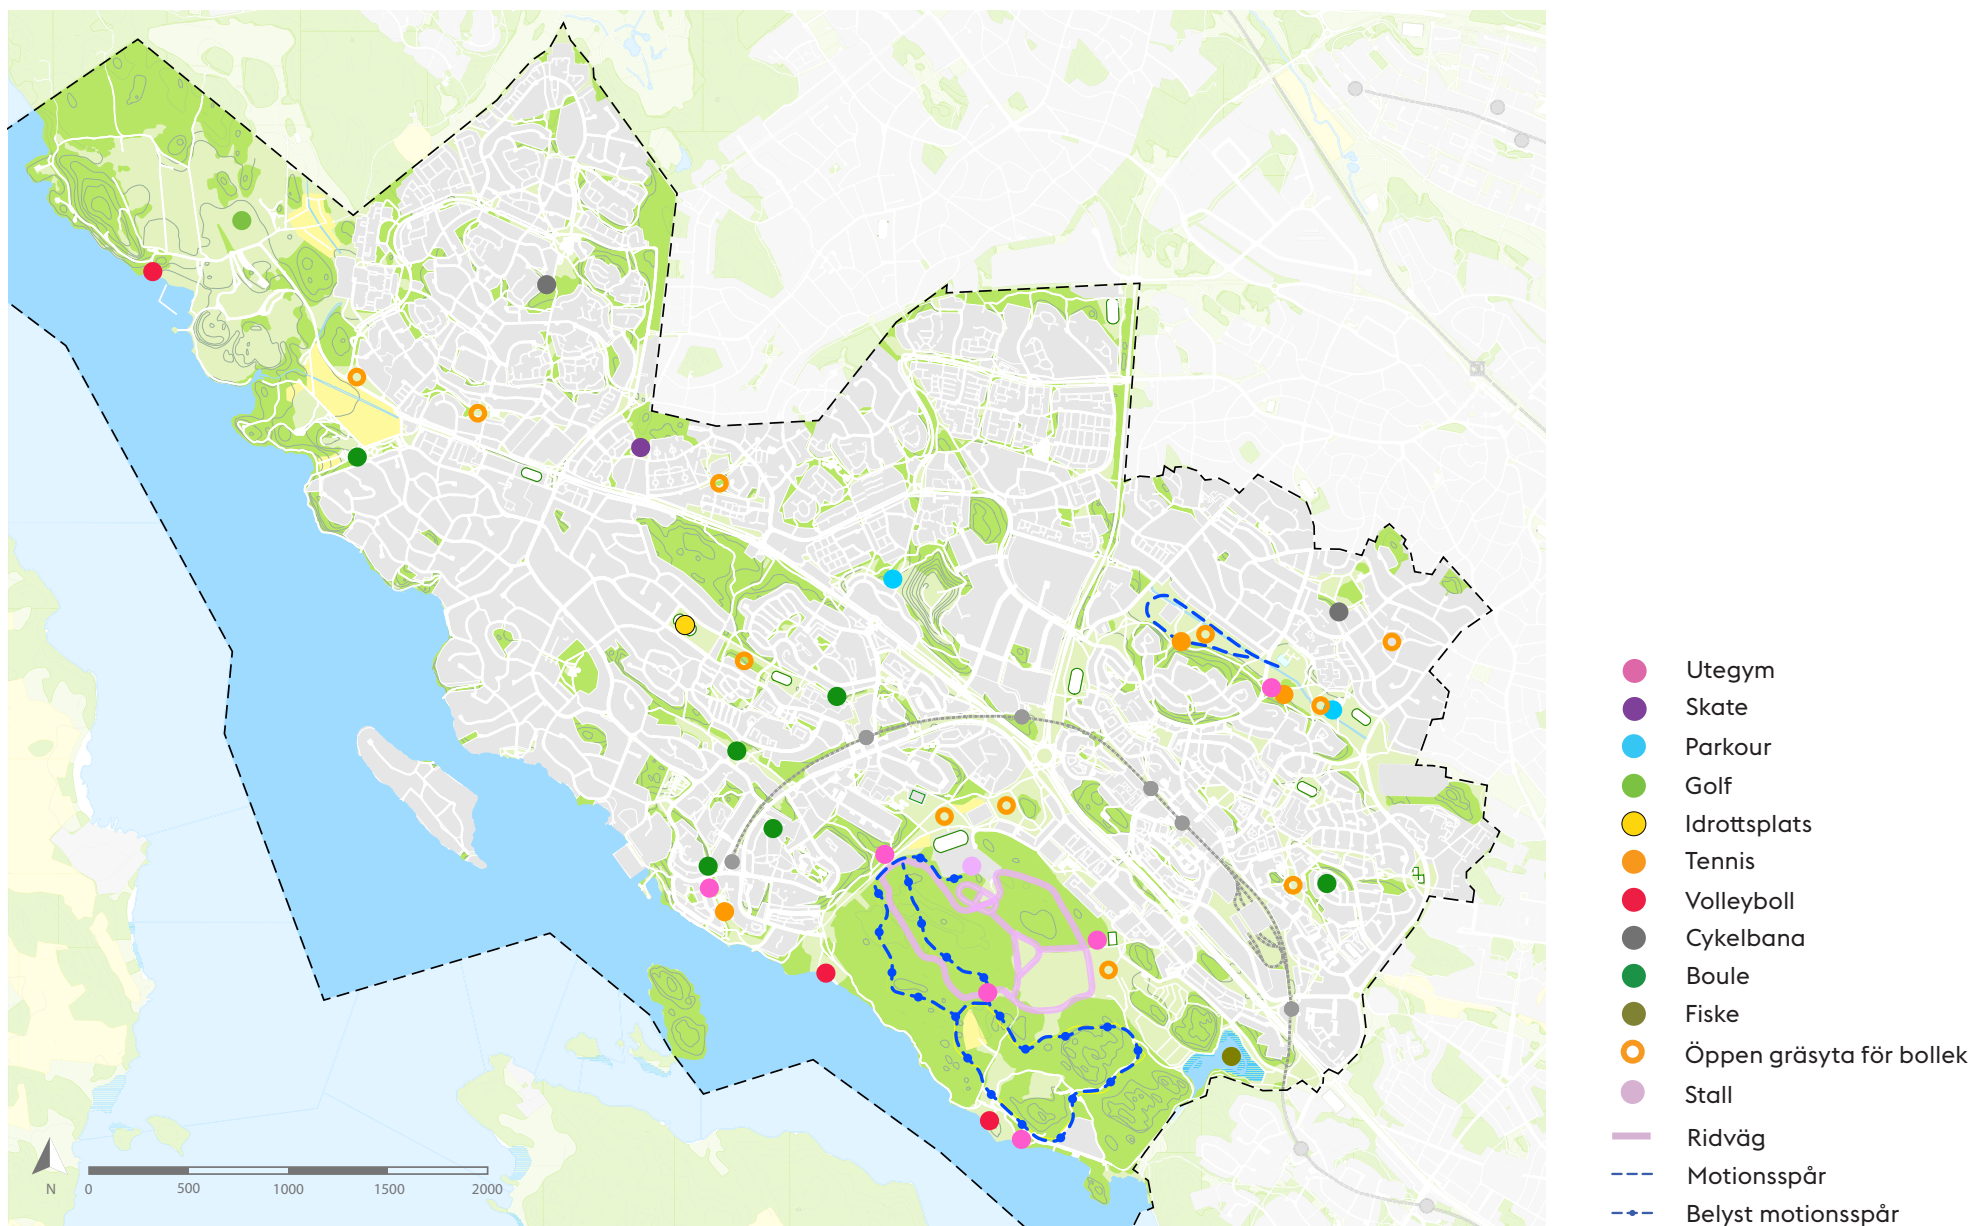 Utegym
Skate
Parkour
Golf
Idrottsplats
Tennis
Volleyboll
Cykelbana
Boule
Fiske
Öppen gräsyta för bollek
Stall
Ridväg
Motionsspår
Belyst motionsspår
N 0 500 1000 1500 2000